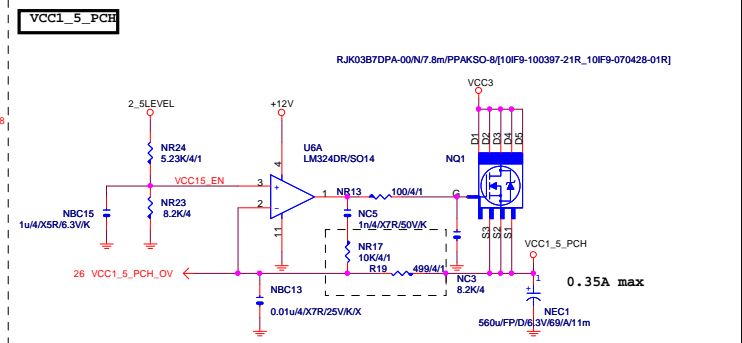 VCC1_5_PCH
RJK03B7DPA-00/N/7.8m/PPAKSO-8/[10IF9-100397-21R_10IF9-070428-01R]
VCC3
2_5LEVEL
+12V
8
D1
D2
D3
D4
D5
NR24
5.23K/4/1
U6A
LM324DR/SO14
NQ1
4
VCC15_EN
3
+
1
NR13
100/4/1
G
NR23
8.2K/4
2
-
NBC15
1u/4/X5R/6.3V/K
NC5
1n/4/X7R/50V/K
11
S3
S2
S1
NR17
10K/4/1
VCC1_5_PCH
26 VCC1_5_PCH_OV
R19
499/4/1
1
NC3
8.2K/4
0.35A max
NBC13
0.01u/4/X7R/25V/K/X
+
NEC1
560u/FP/D/6.3V/69/A/11m